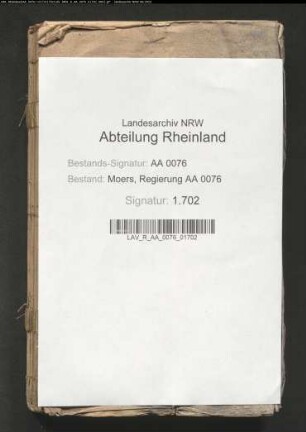 Landesarchiv NRW
Abteilung Rheinland
Bestands-Signatur: AA 0076
Bestand: Moers, Regierung AA 0076
Signatur: 1.702
LAV_R_AA_0076_01702